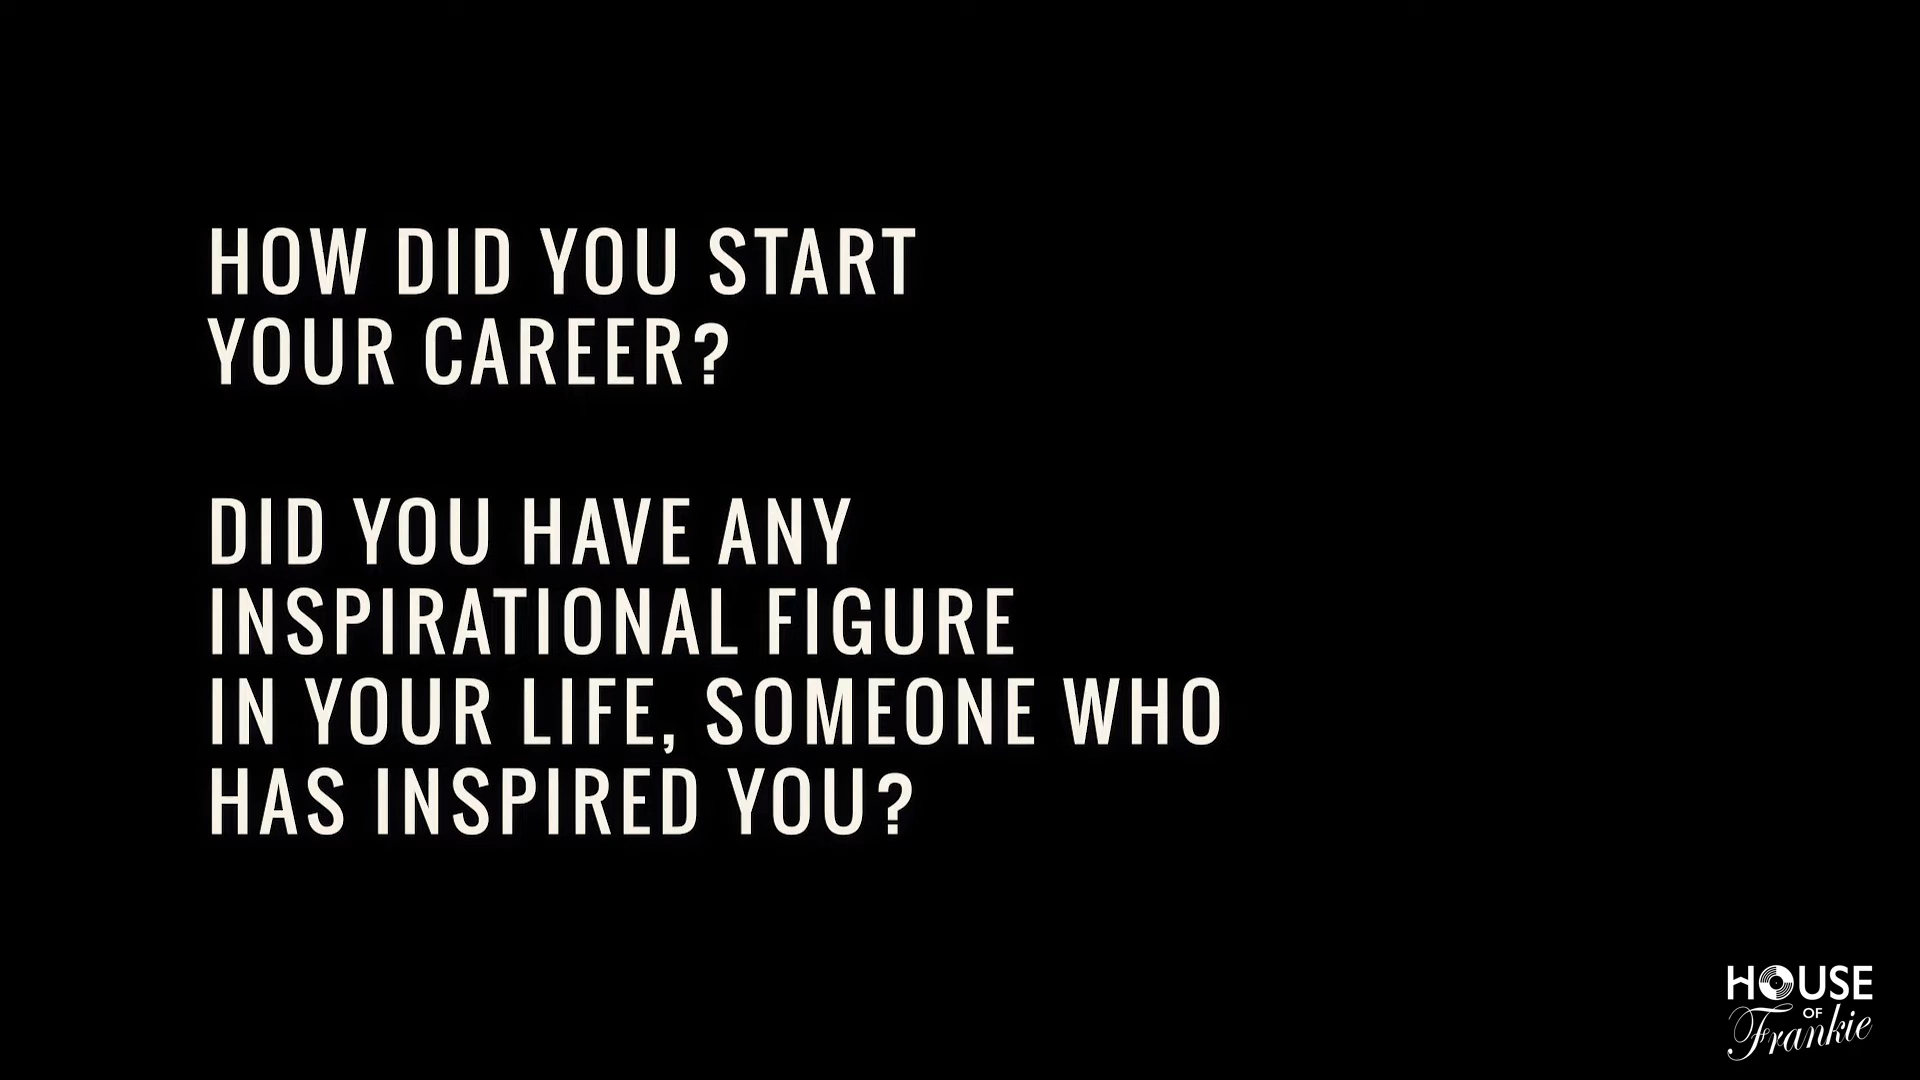 HOW DID YOU START
YOUR CAREER?
DID YOU HAVE ANY
INSPIRATIONAL FIGURE
IN YOUR LIFE, SOMEONE WHO
HAS INSPIRED YOU?
HOUSE
OF
Frankie